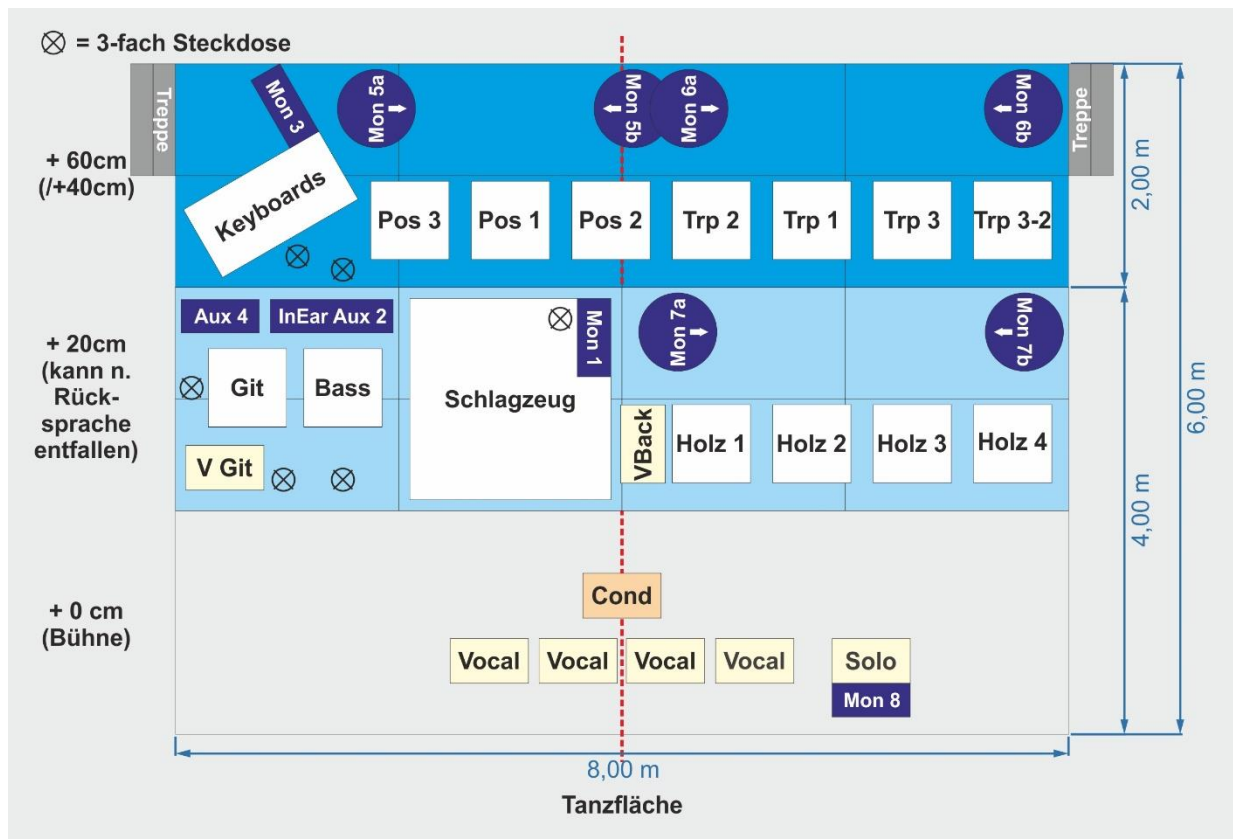 = 3-fach Steckdose
Treppe
Mon 3
Mon 5a
Mon 5b
Mon 6a
Mon 6b
Treppe
+ 60cm
(/+40cm)
Keyboards
Pos 3
Pos 1
Pos 2
Trp 2
Trp 1
Trp 3
Trp 3-2
2,00 m
Aux 4
InEar Aux 2
Mon 1
Mon 7a
Mon 7b
+ 20cm
(kann n.
Rück-
sprache
entfallen)
Git
Bass
Schlagzeug
V Git
VBack
Holz 1
Holz 2
Holz 3
Holz 4
4,00 m
6,00 m
+ 0 cm
(Bühne)
Cond
Vocal
Vocal
Vocal
Vocal
Solo
Mon 8
8,00 m
Tanzfläche